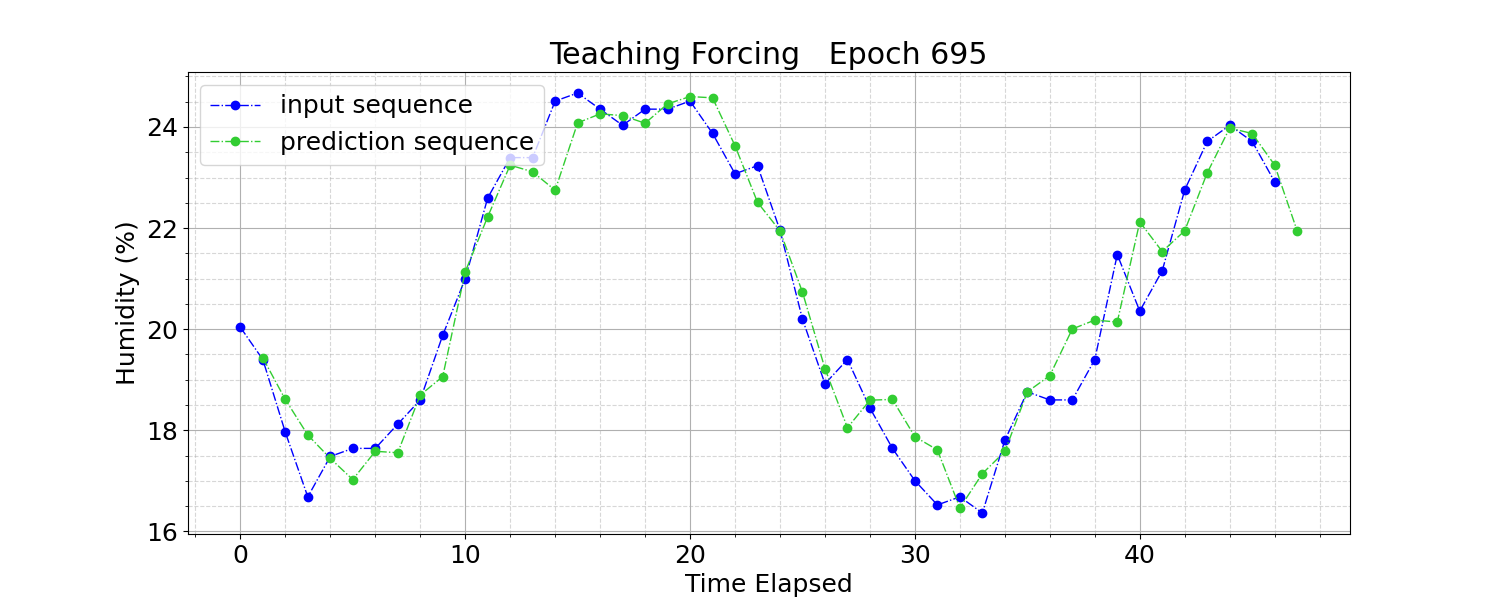 Teaching Forcing   Epoch 695
input sequence
prediction sequence
Humidity (%)
24
22
20
18
16
0 10 20 30 40
Time Elapsed